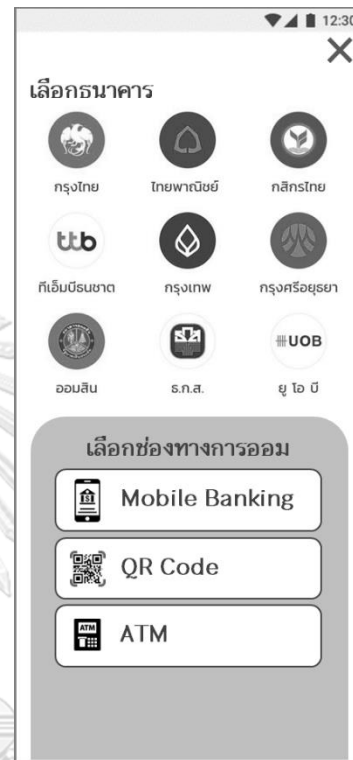 12:30
เลือกธนาคาร
กรุงไทย ไทยพาณิชย์ กสิกรไทย
ttb
ทีเอ็มบีธนชาต กรุงเทพ กรุงศรีอยุธยา
UOB
ออมสิน ธ.ก.ส. ยู โอ บี
เลือกช่องทางการออม
Mobile Banking
QR Code
ATM
ATM